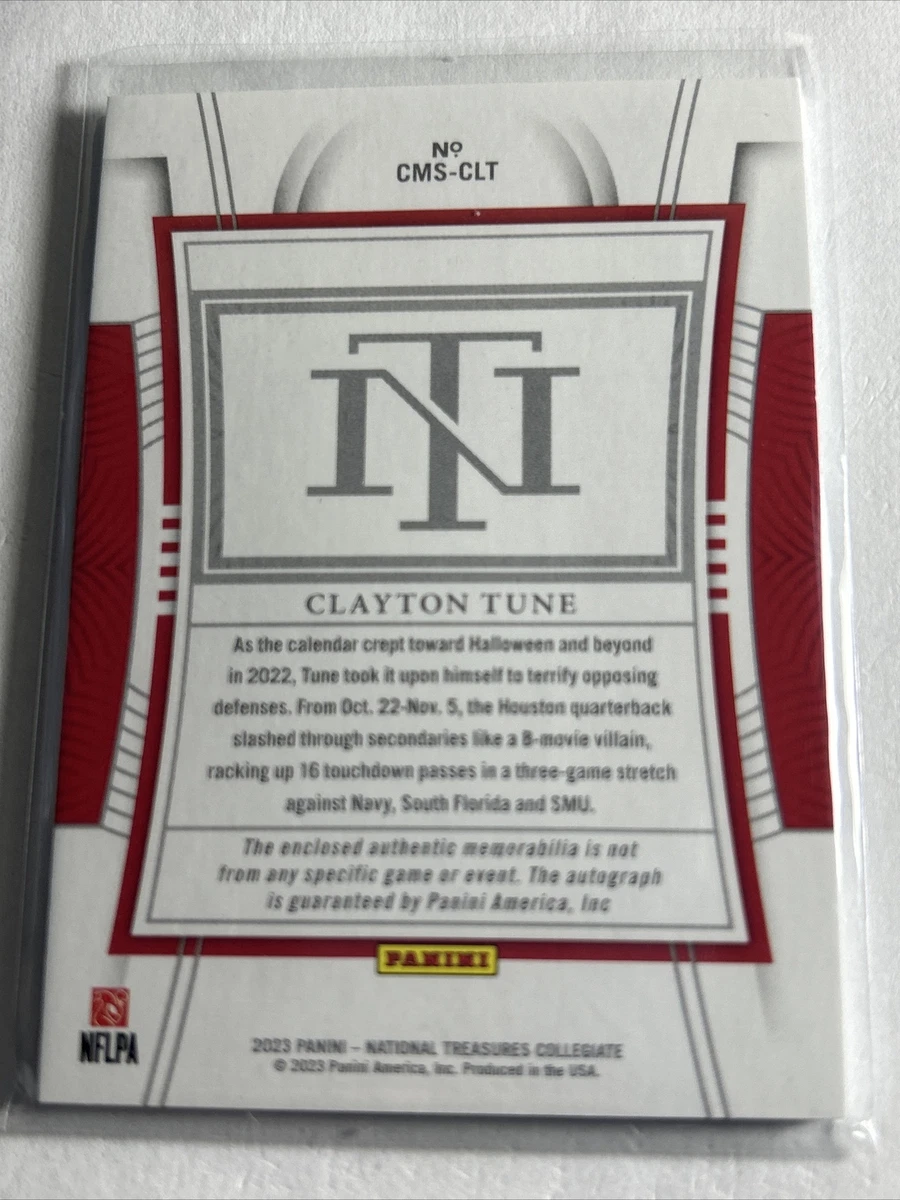 Nº
CMS-CLT
NT
CLAYTON TUNE
As the calendar crept toward Halloween and beyond
in 2022, Tune took it upon himself to terrify opposing
defenses. From Oct. 22-Nov. 5, the Houston quarterback
slashed through secondaries like a B-movie villain,
racking up 16 touchdown passes in a three-game stretch
against Navy, South Florida and SMU.
The enclosed authentic memorabilia is not
from any specific game or event. The autograph
is guaranteed by Panini America, Inc
PANINI
NFLPA
2023 PANINI – NATIONAL TREASURES COLLEGIATE
© 2023 Panini America, Inc. Produced in the USA.